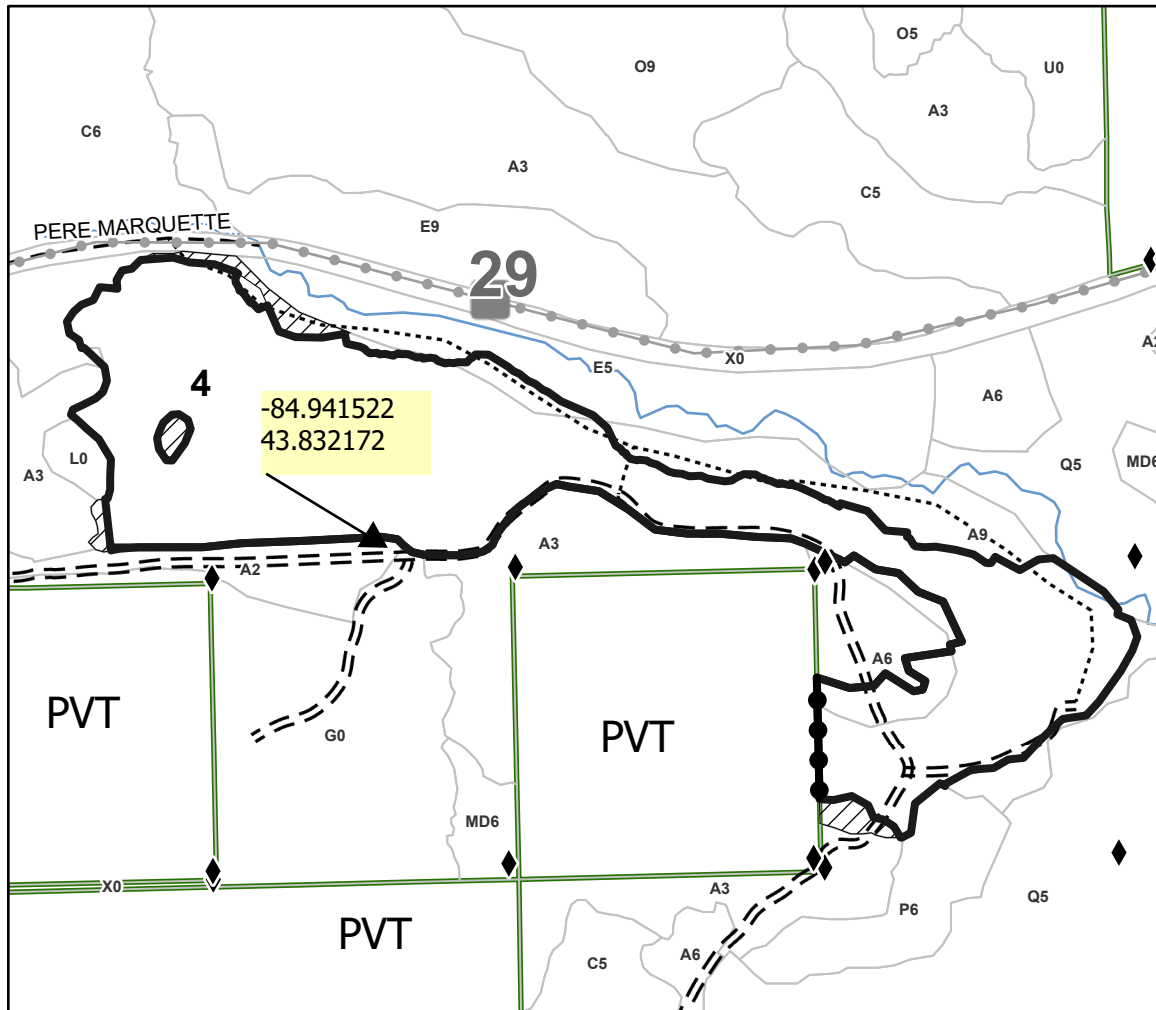 O5
O9
U0
A3
C6
A3
C5
PERE MARQUETTE
E9
29
X0
E5
A6
4
-84.941522
43.832172
L0
A3
Q5
MD6
A9
A3
A2
A6
PVT
G0
PVT
MD6
X0
A3
P6
Q5
PVT
A6
C5